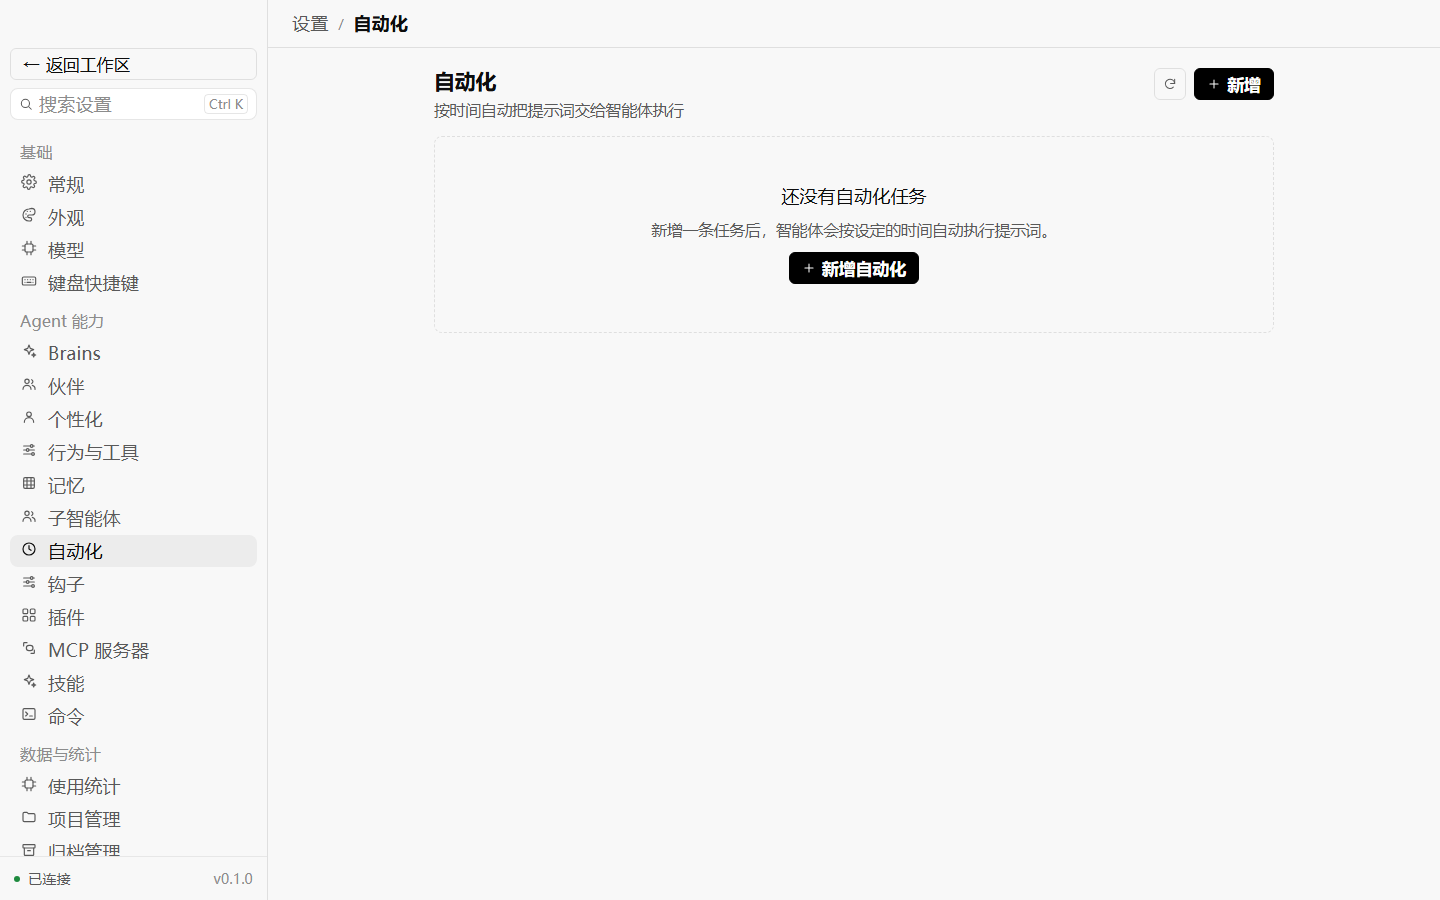 ← 返回工作区
搜索设置 Ctrl K
基础
常规
外观
模型
键盘快捷键
Agent 能力
Brains
伙伴
个性化
行为与工具
记忆
子智能体
自动化
钩子
插件
MCP 服务器
技能
命令
数据与统计
使用统计
项目管理
归档管理
已连接 v0.1.0
设置 / 自动化
自动化
按时间自动把提示词交给智能体执行
+ 新增
还没有自动化任务
新增一条任务后，智能体会按设定的时间自动执行提示词。
+ 新增自动化